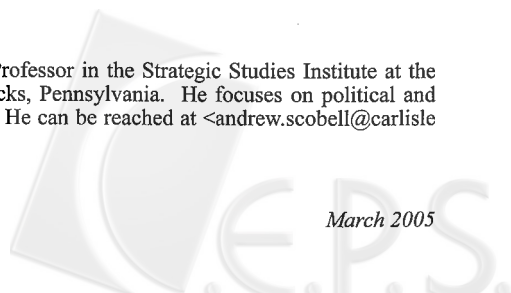 rofessor in the Strategic Studies Institute at the
cks, Pennsylvania. He focuses on political and
He can be reached at <andrew.scobell@carlisle
March 2005
C.E.P.S.